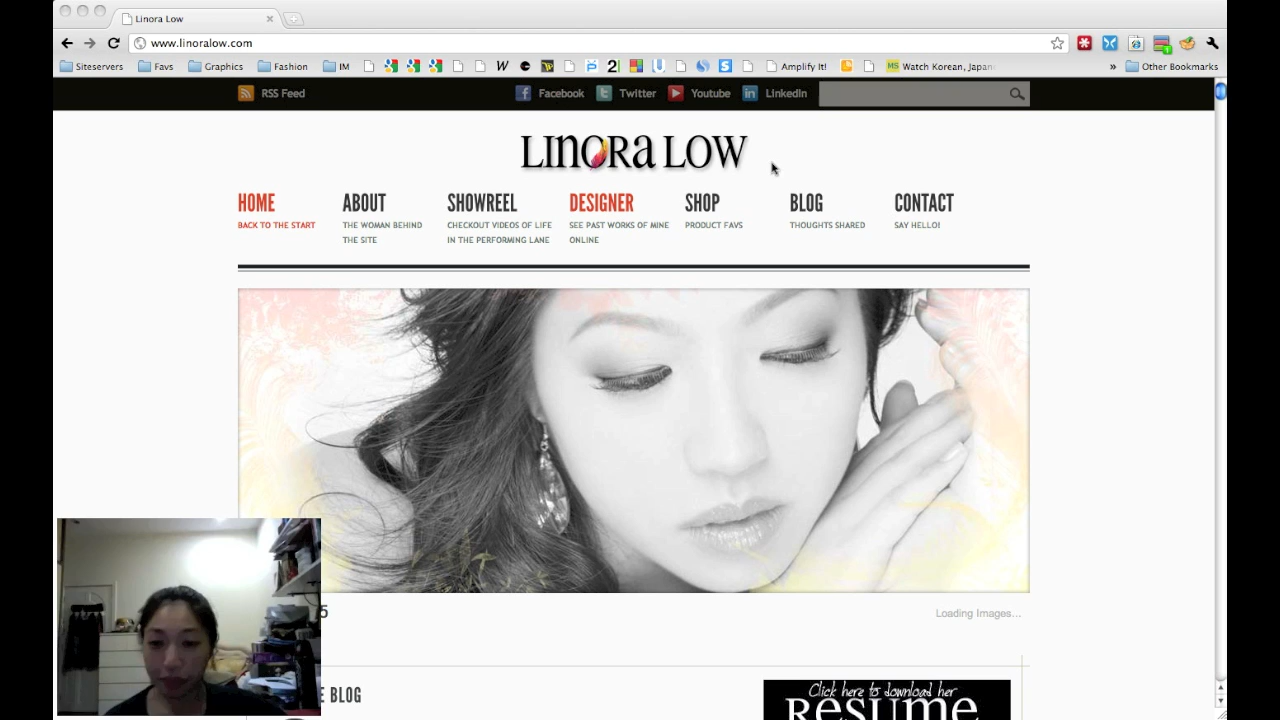 Linora Low
www.linoralow.com
Siteservers Favs Graphics Fashion IM Amplify It! Watch Korean, Japan Other Bookmarks
RSS Feed Facebook Twitter Youtube LinkedIn
LINORA LOW
HOME ABOUT SHOWREEL DESIGNER SHOP BLOG CONTACT
BACK TO THE START THE WOMAN BEHIND CHECKOUT VIDEOS OF LIFE SEE PAST WORKS OF MINE PRODUCT FAVS THOUGHTS SHARED SAY HELLO!
THE SITE IN THE PERFORMING LANE ONLINE
5 Loading Images...
E BLOG
Click here to download her
RESUME